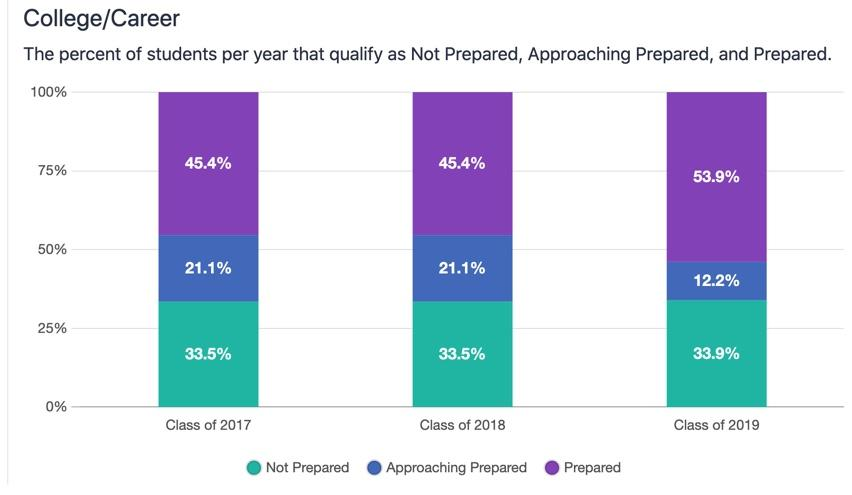 College/Career
The percent of students per year that qualify as Not Prepared, Approaching Prepared, and Prepared.
100%
75%
50%
25%
0%
45.4%
21.1%
33.5%
45.4%
21.1%
33.5%
53.9%
12.2%
33.9%
Class of 2017
Class of 2018
Class of 2019
Not Prepared
Approaching Prepared
Prepared